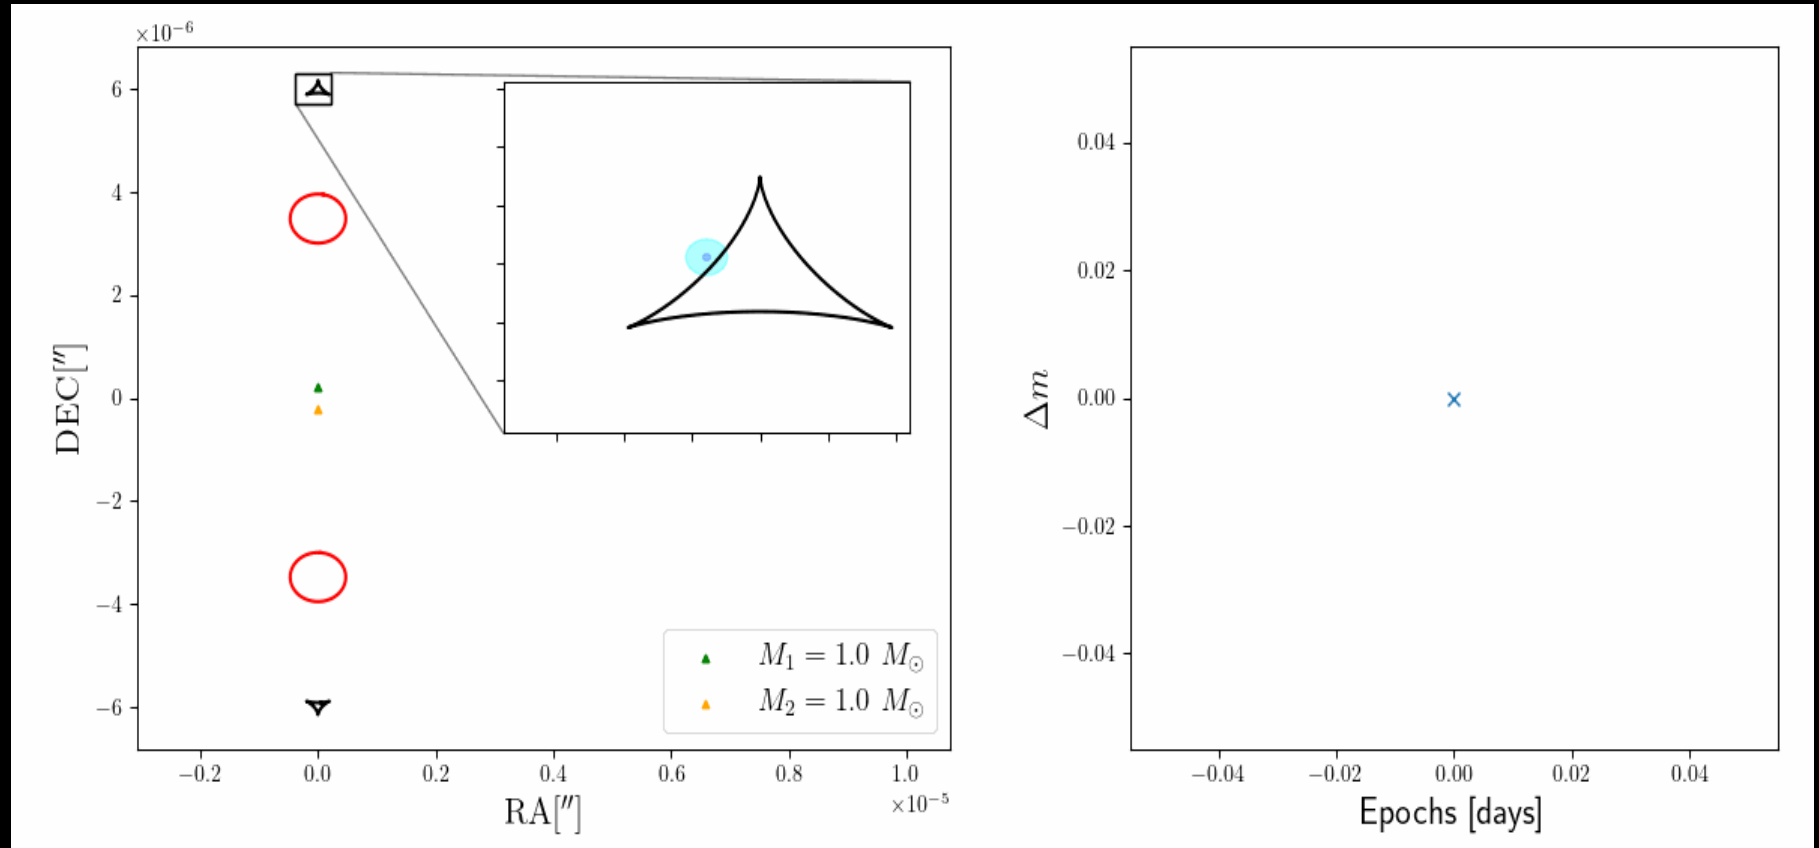 ×10⁻⁶
6
4
2
0
−2
−4
−6
DEC[″]
−0.2 0.0 0.2 0.4 0.6 0.8 1.0
×10⁻⁵
RA[″]
M₁ = 1.0 M⊙
M₂ = 1.0 M⊙
0.04
0.02
0.00
−0.02
−0.04
Δm
−0.04 −0.02 0.00 0.02 0.04
Epochs [days]